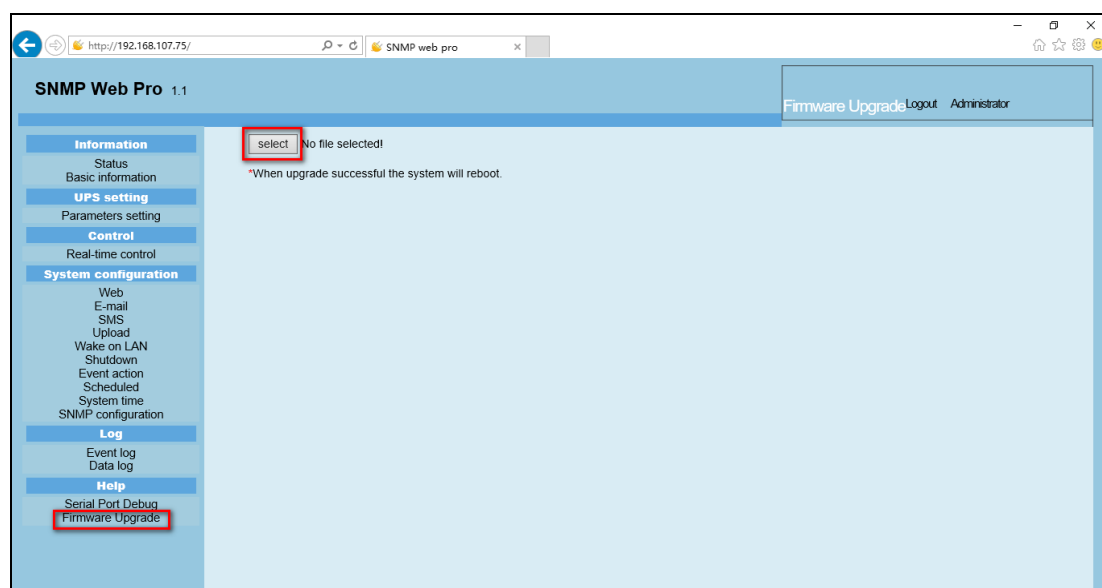 http://192.168.107.75/
SNMP web pro
SNMP Web Pro 1.1
Firmware Upgrade Logout Administrator
Information
Status
Basic information
UPS setting
Parameters setting
Control
Real-time control
System configuration
Web
E-mail
SMS
Upload
Wake on LAN
Shutdown
Event action
Scheduled
System time
SNMP configuration
Log
Event log
Data log
Help
Serial Port Debug
Firmware Upgrade
select No file selected!
*When upgrade successful the system will reboot.